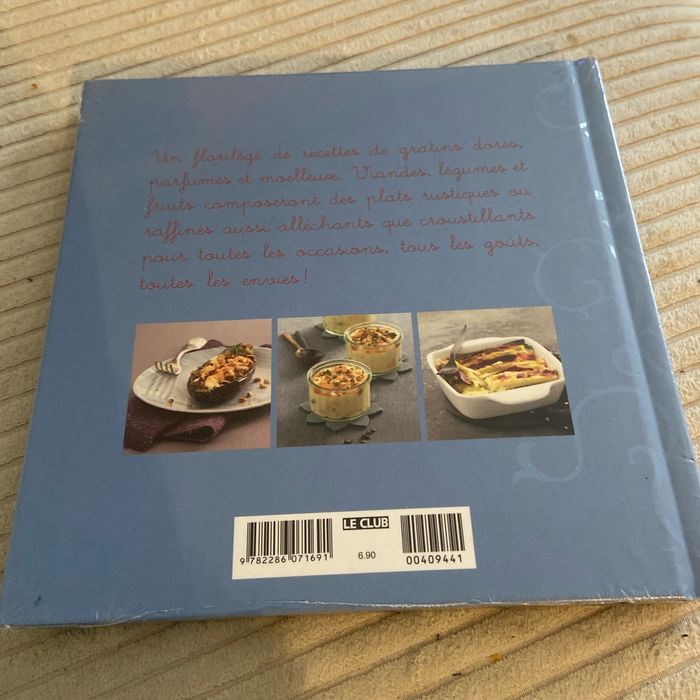 Un florilège de recettes de gratins dorés,
parfumés et moelleuse. Viandes, légumes et
fruits composeront des plats rustiques ou
raffinés aussi alléchants que croustillants
pour toutes les occasions, tous les goûts,
toutes les envies !
LE CLUB
9 782286 071691
6.90
00409441